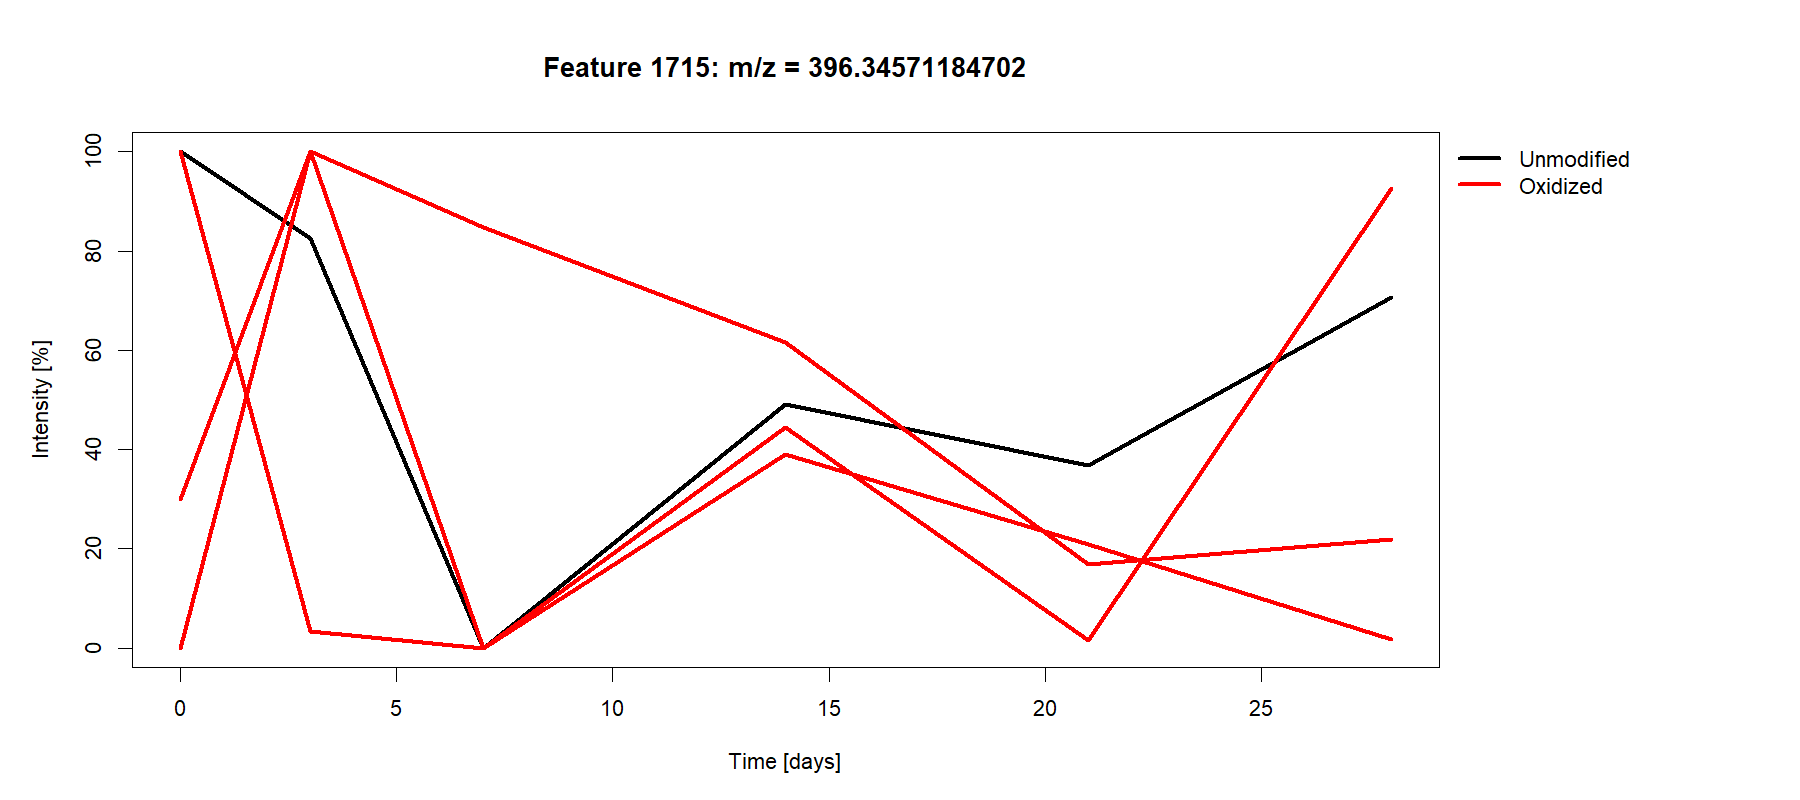 Feature 1715: m/z = 396.34571184702
Unmodified
Oxidized
Intensity [%]
100
80
60
40
20
0
0 5 10 15 20 25
Time [days]